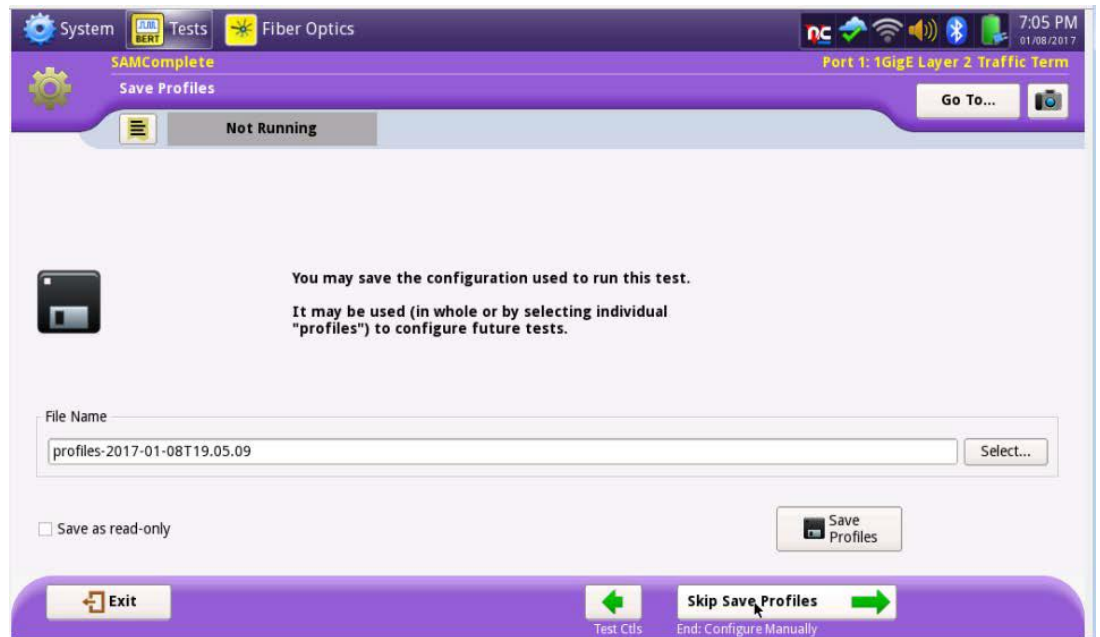 System
BERT
Tests
Fiber Optics
nc
7:05 PM
01/08/2017
SAMComplete
Port 1: 1GigE Layer 2 Traffic Term
Save Profiles
Go To...
Not Running
You may save the configuration used to run this test.
It may be used (in whole or by selecting individual
"profiles") to configure future tests.
File Name
profiles-2017-01-08T19.05.09
Select...
Save as read-only
Save
Profiles
Exit
Skip Save Profiles
Test Ctls
End: Configure Manually